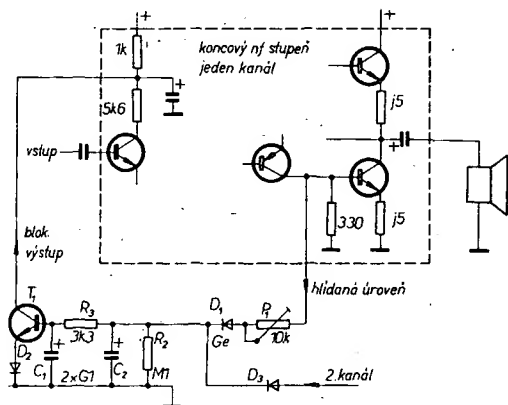 +
+
1k
koncový nf stupeň
jeden kanál
+
5k6
j5
vstup
+
330
j5
blok.
výstup
hlídaná úroveň
T1
R3
3k3
D1
Ge
P1
10k
D2
+
C1
+
C2
R2
M1
2×G1
D3
2. kanál